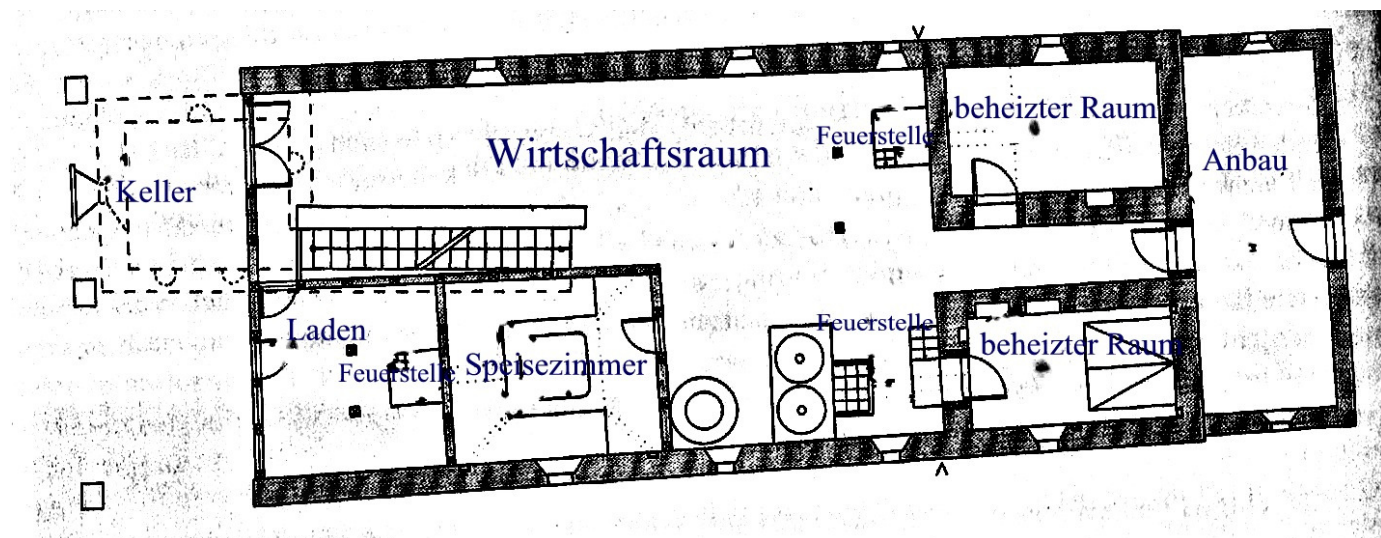 beheizter Raum
Feuerstelle
Wirtschaftsraum
Anbau
Keller
Laden
Feuerstelle
beheizter Raum
Feuerstelle
Speisezimmer